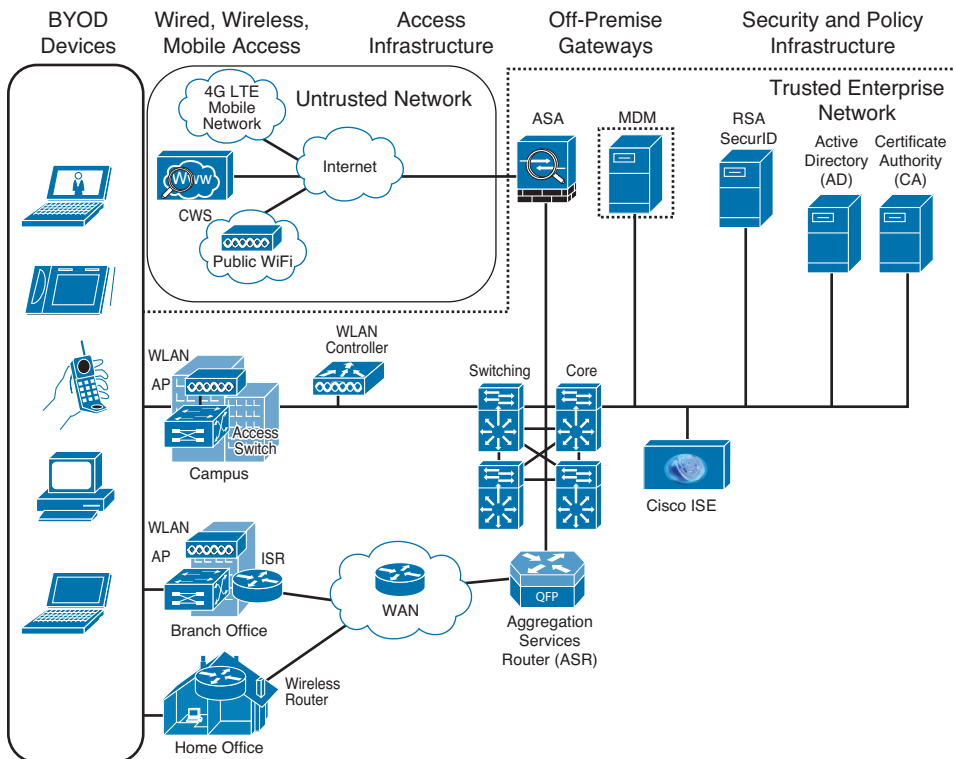 BYOD
Devices
Wired, Wireless,
Mobile Access
Access
Infrastructure
Off-Premise
Gateways
Security and Policy
Infrastructure
4G LTE
Mobile
Network
Untrusted Network
Internet
WWW
CWS
Public WiFi
Trusted Enterprise
Network
ASA
MDM
RSA
SecurID
Active
Directory
(AD)
Certificate
Authority
(CA)
WLAN
AP
Access
Switch
Campus
WLAN
Controller
Switching
Core
Cisco ISE
WLAN
AP
ISR
Branch Office
WAN
QFP
Aggregation
Services
Router (ASR)
Wireless
Router
Home Office